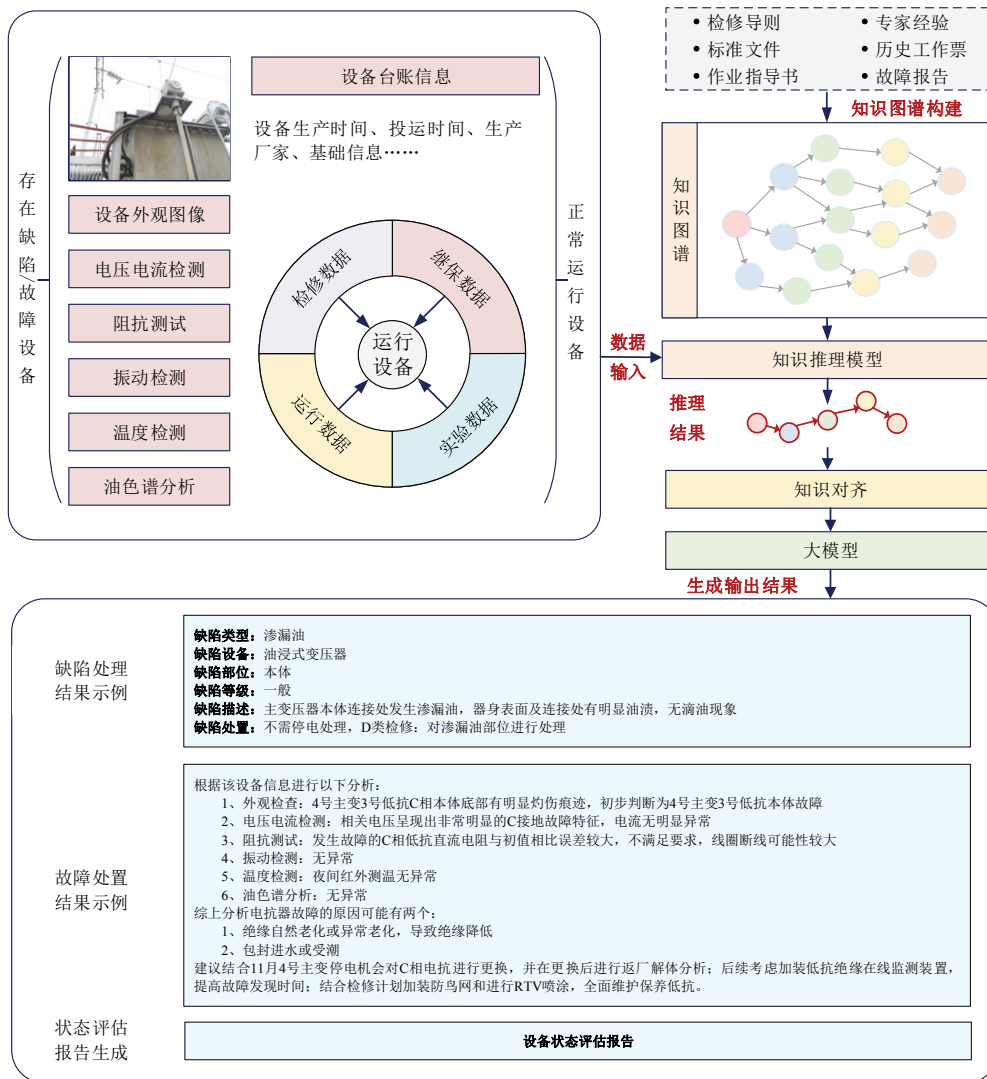 存在缺陷/故障设备
设备外观图像
电压电流检测
阻抗测试
振动检测
温度检测
油色谱分析
设备台账信息
设备生产时间、投运时间、生产
厂家、基础信息……
检修数据
继保数据
运行数据
实验数据
运行
设备
正常运行设备
数据
输入
• 检修导则
• 标准文件
• 作业指导书
• 专家经验
• 历史工作票
• 故障报告
知识图谱构建
知识图谱
知识推理模型
推理
结果
知识对齐
大模型
生成输出结果
缺陷处理
结果示例
缺陷类型：渗漏油
缺陷设备：油浸式变压器
缺陷部位：本体
缺陷等级：一般
缺陷描述：主变压器本体连接处发生渗漏油，器身表面及连接处有明显油渍，无滴油现象
缺陷处置：不需停电处理，D类检修：对渗漏油部位进行处理
故障处置
结果示例
根据该设备信息进行以下分析：
1、外观检查：4号主变3号低抗C相本体底部有明显灼伤痕迹，初步判断为4号主变3号低抗本体故障
2、电压电流检测：相关电压呈现出非常明显的C接地故障特征，电流无明显异常
3、阻抗测试：发生故障的C相低抗直流电阻与初值相比误差较大，不满足要求，线圈断线可能性较大
4、振动检测：无异常
5、温度检测：夜间红外测温无异常
6、油色谱分析：无异常
综上分析电抗器故障的原因可能有两个：
1、绝缘自然老化或异常老化，导致绝缘降低
2、包封进水或受潮
建议结合11月4号主变停电机会对C相电抗进行更换，并在更换后进行返厂解体分析；后续考虑加装低抗绝缘在线监测装置，
提高故障发现时间；结合检修计划加装防鸟网和进行RTV喷涂，全面维护保养低抗。
状态评估
报告生成
设备状态评估报告